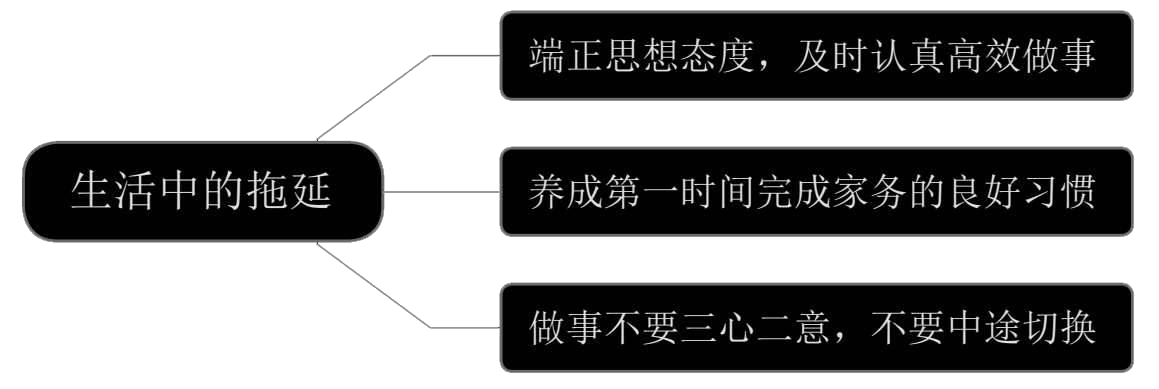 生活中的拖延
端正思想态度，及时认真高效做事
养成第一时间完成家务的良好习惯
做事不要三心二意，不要中途切换